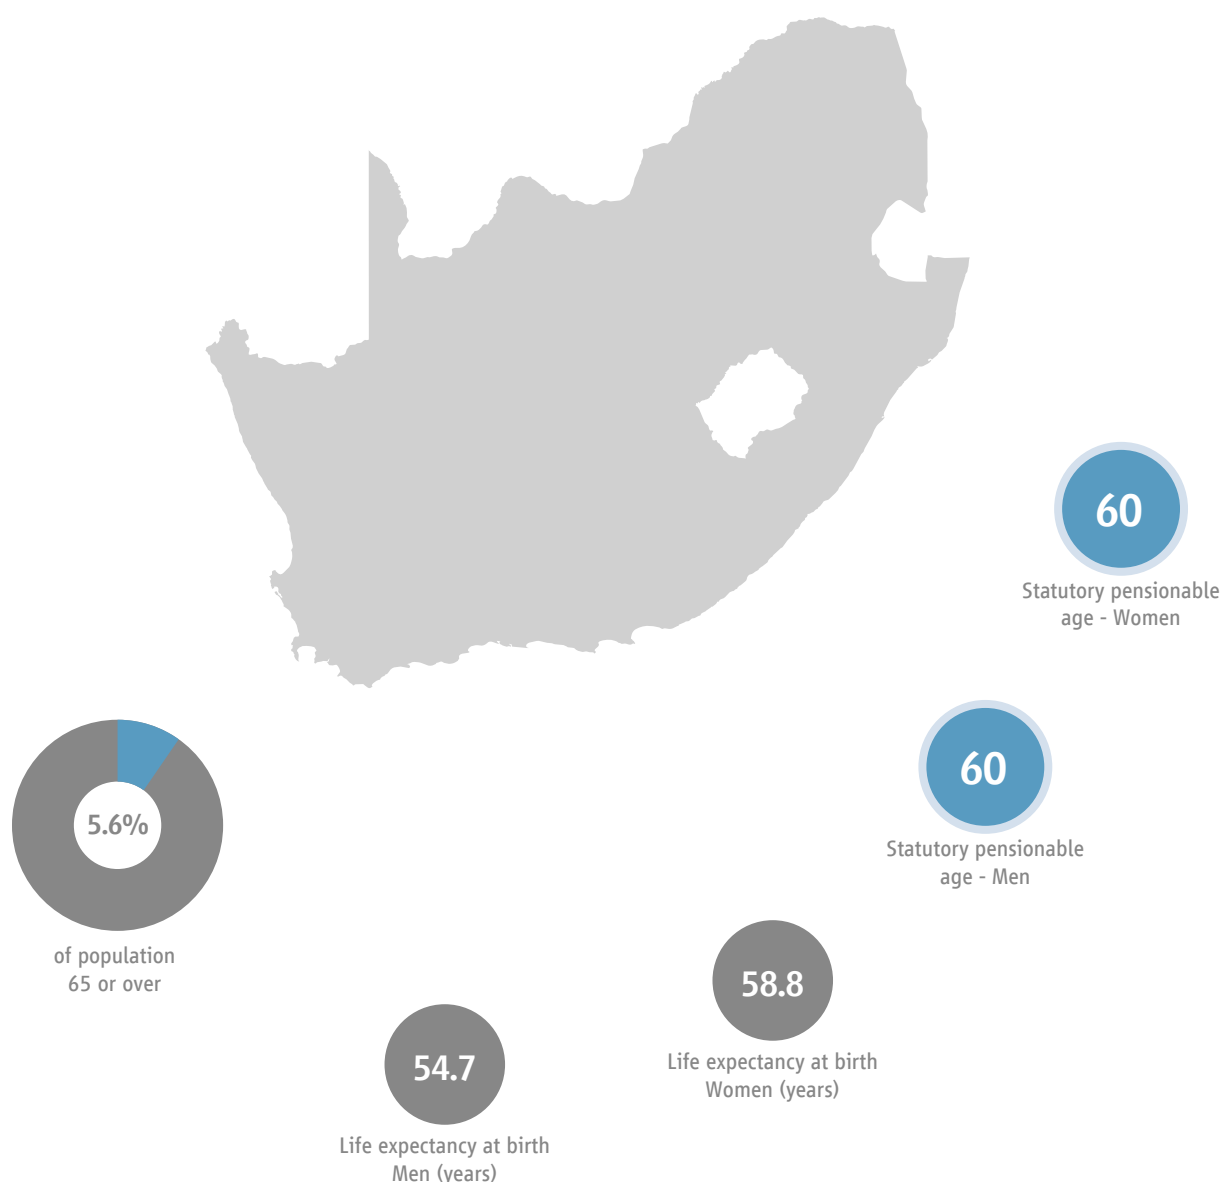 60
Statutory pensionable
age - Women
60
Statutory pensionable
age - Men
5.6%
of population
65 or over
58.8
Life expectancy at birth
Women (years)
54.7
Life expectancy at birth
Men (years)